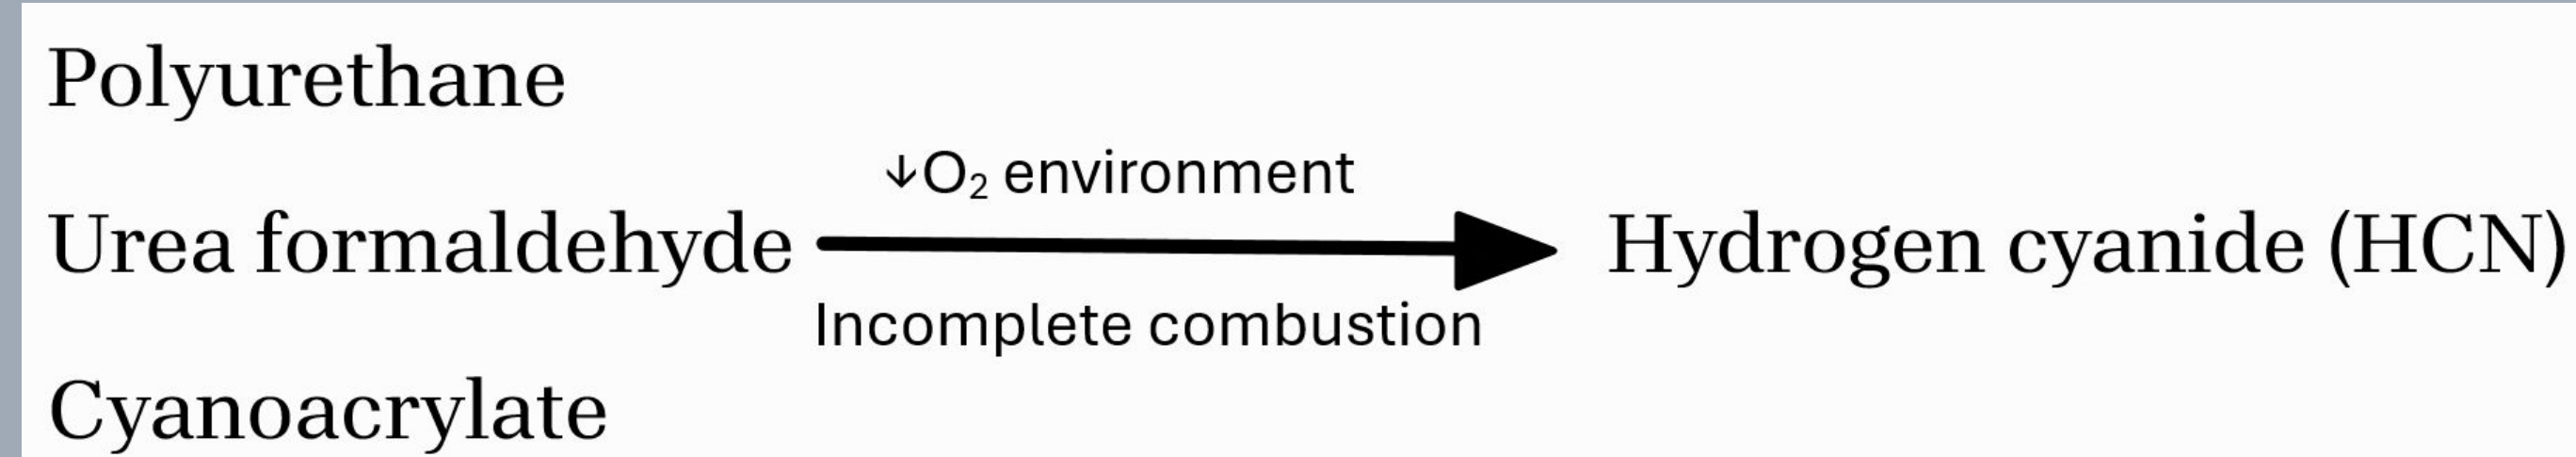 Polyurethane
↓O₂ environment
Urea formaldehyde
Hydrogen cyanide (HCN)
Incomplete combustion
Cyanoacrylate